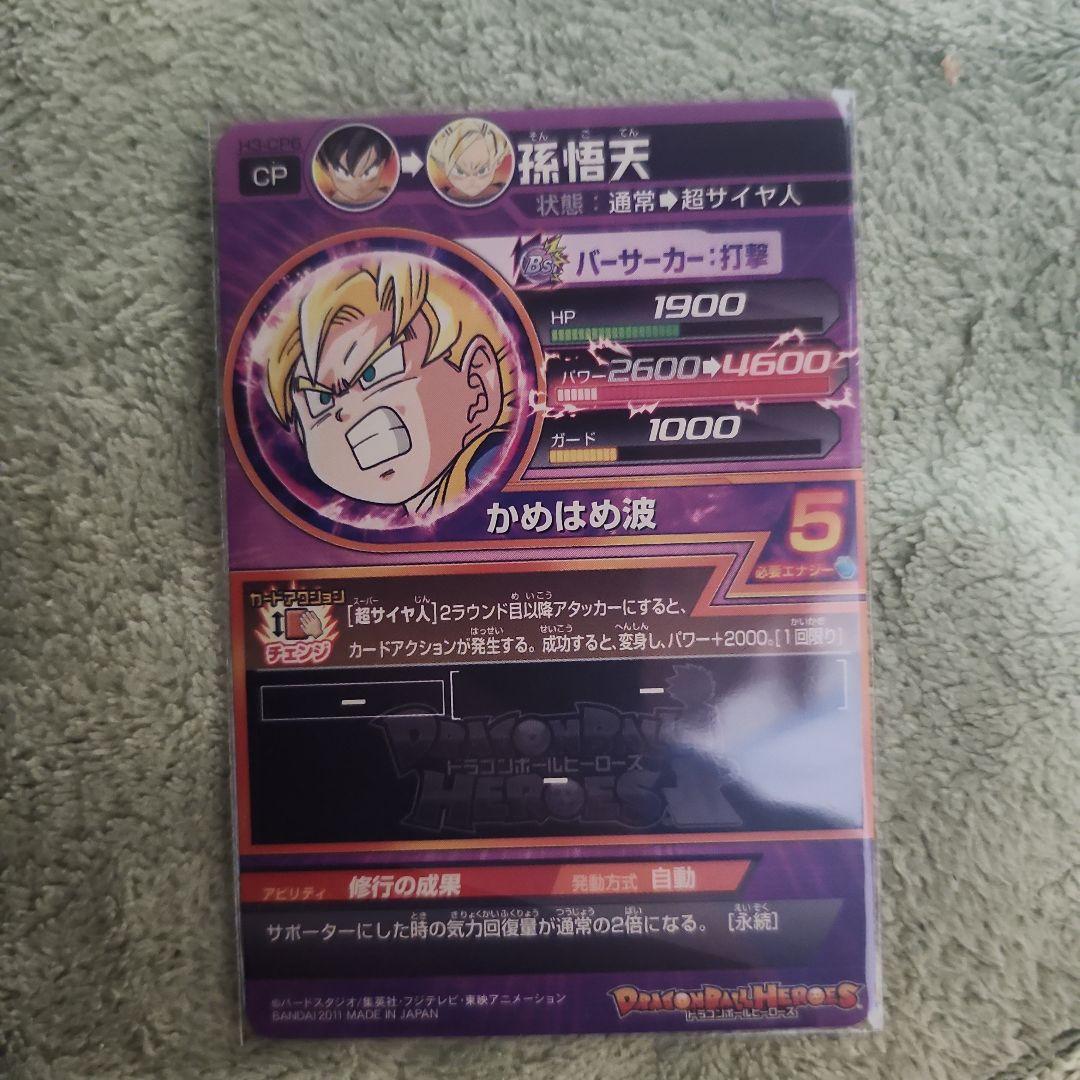 H3-CP6
CP
そん ご てん
孫悟天
状態：通常➡超サイヤ人
Bs バーサーカー：打撃
HP 1900
パワー 2600➡4600
ガード 1000
かめはめ波
5
必要エナジー
カードアクション
チェンジ
スーパー じん め いこう
[超サイヤ人]2ラウンド目以降アタッカーにすると、
はっせい せいこう へんしん かいかぎ
カードアクションが発生する。成功すると、変身し、パワー+2000。[1回限り]
ー
ー
DRAGON BALL
ドラゴンボールヒーローズ
HEROES
ー
アビリティ 修行の成果 発動方式 自動
とき きりょくかいふくりょう つうじょう ばい えいぞく
サポーターにした時の気力回復量が通常の2倍になる。 [永続]
©バードスタジオ/集英社・フジテレビ・東映アニメーション
BANDAI 2011 MADE IN JAPAN
DRAGON BALL HEROES
ドラゴンボールヒーローズ